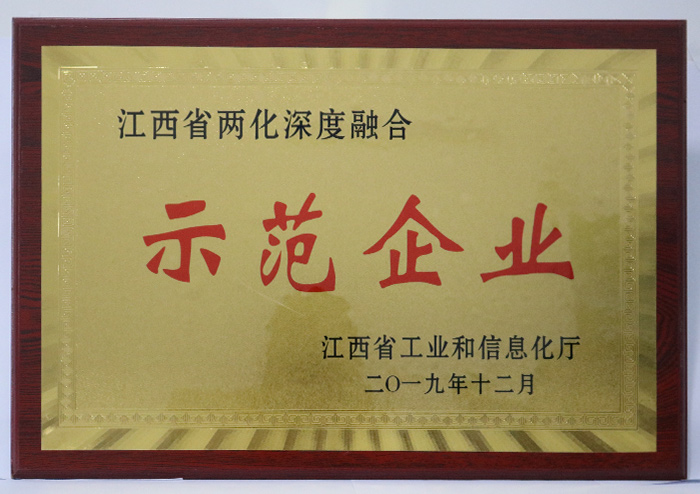 江西省两化深度融合
示范企业
江西省工业和信息化厅
二〇一九年十二月